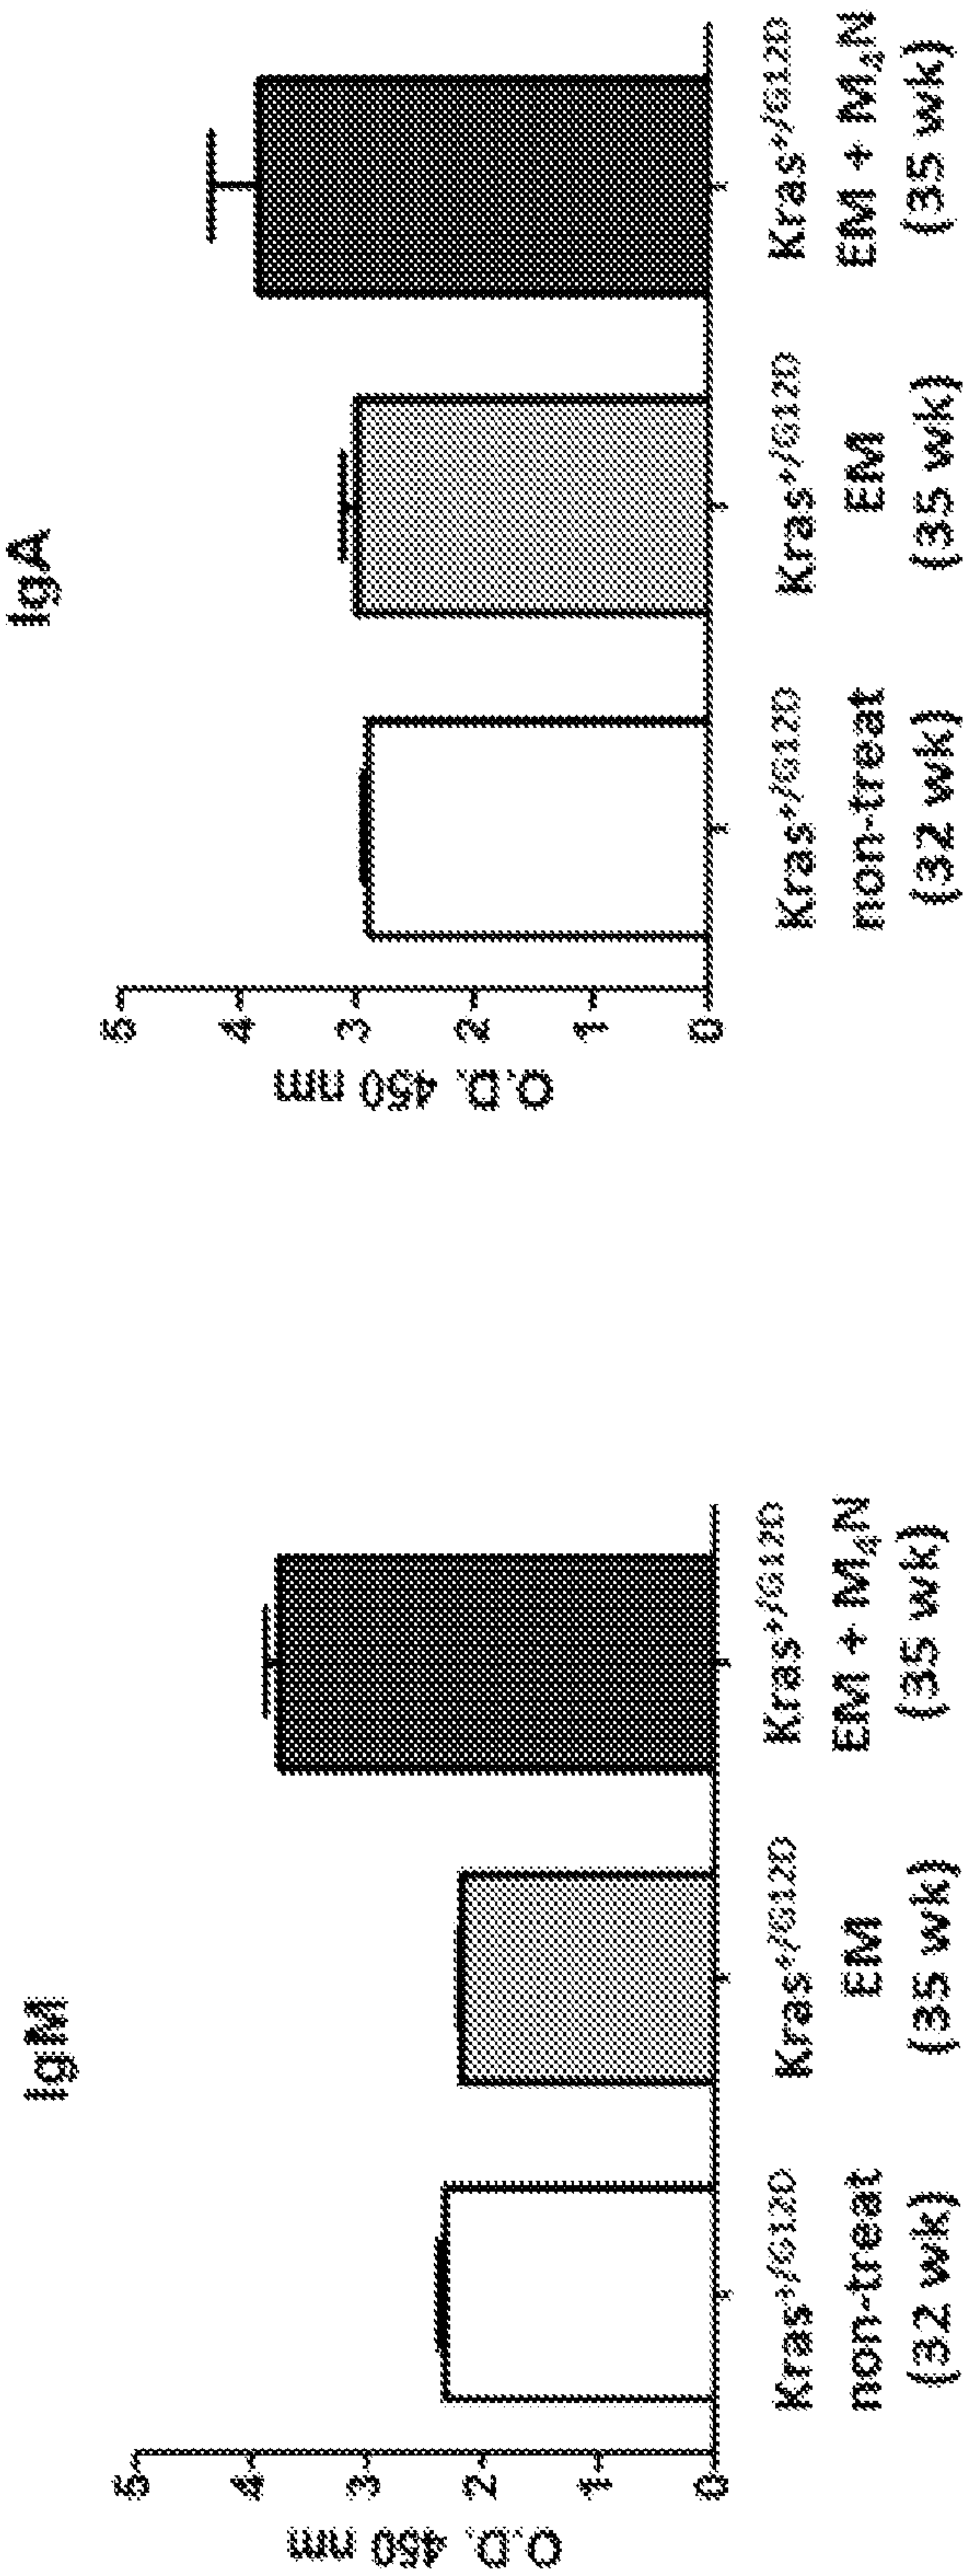 IgM
O.D. 450 nm
5
4
3
2
1
0
Kras+/G12D
non-treat
(32 wk)
Kras+/G12D
EM
(35 wk)
Kras+/G12D
EM + M4N
(35 wk)
IgA
O.D. 450 nm
5
4
3
2
1
0
Kras+/G12D
non-treat
(32 wk)
Kras+/G12D
EM
(35 wk)
Kras+/G12D
EM + M4N
(35 wk)